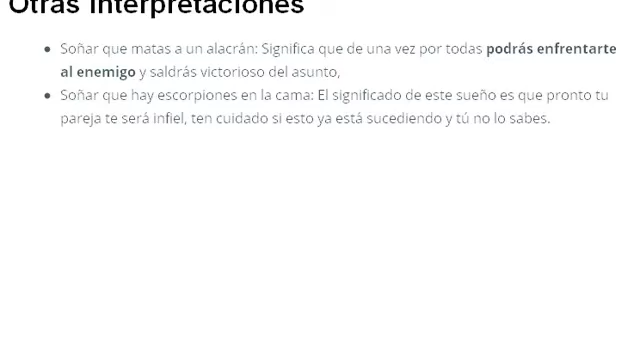 Otras Interpretaciones
Soñar que matas a un alacrán: Significa que de una vez por todas podrás enfrentarte
al enemigo y saldrás victorioso del asunto,
Soñar que hay escorpiones en la cama: El significado de este sueño es que pronto tu
pareja te será infiel, ten cuidado si esto ya está sucediendo y tú no lo sabes.